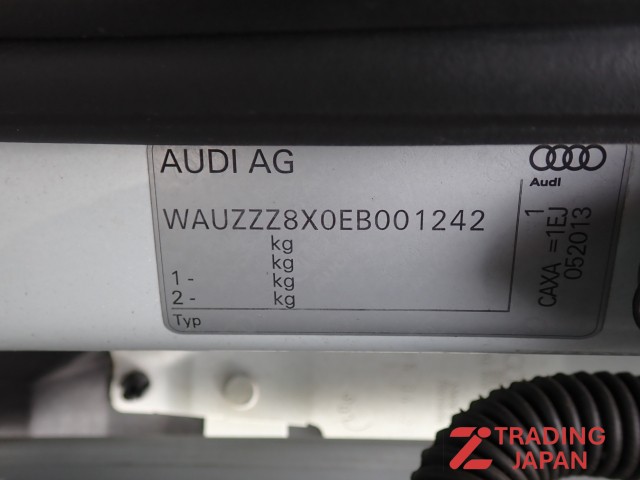 AUDI AG
Audi
WAUZZZ8X0EB001242
kg
kg
1 - kg
2 - kg
Typ
1
CAXA =1EJ
052013
TRADING
JAPAN